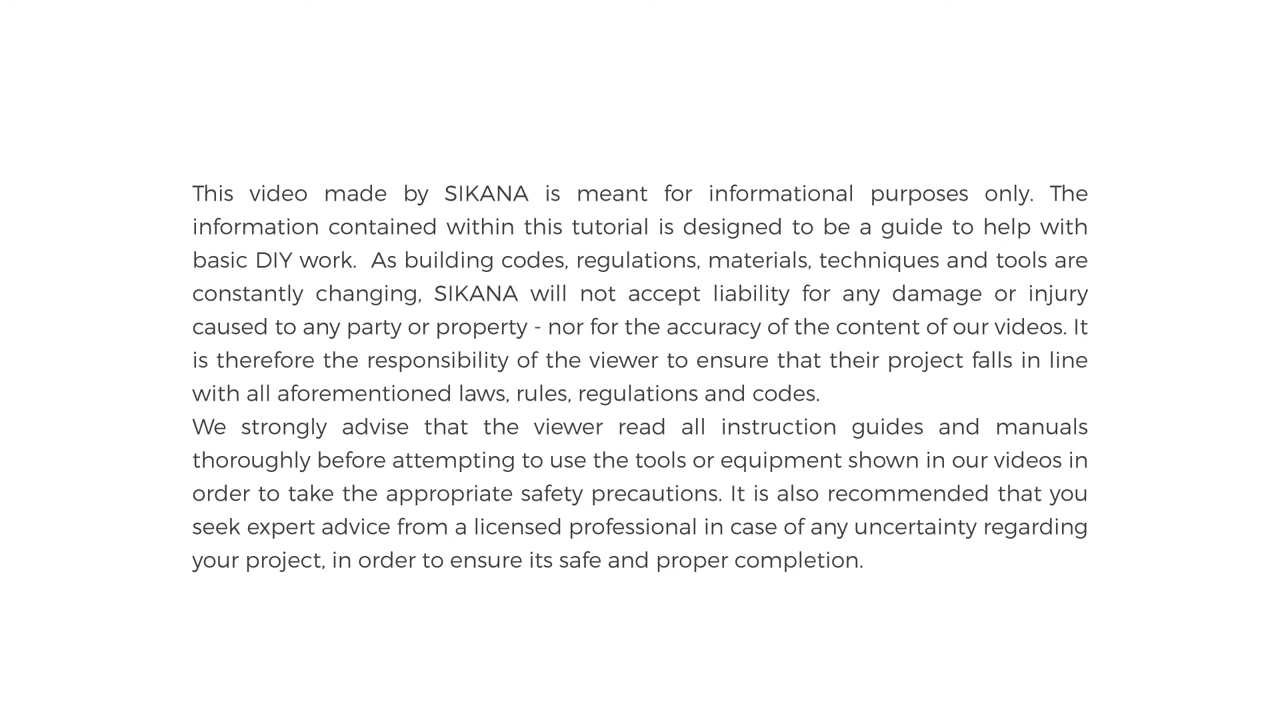 This video made by SIKANA is meant for informational purposes only. The
information contained within this tutorial is designed to be a guide to help with
basic DIY work.  As building codes, regulations, materials, techniques and tools are
constantly changing, SIKANA will not accept liability for any damage or injury
caused to any party or property - nor for the accuracy of the content of our videos. It
is therefore the responsibility of the viewer to ensure that their project falls in line
with all aforementioned laws, rules, regulations and codes.
We strongly advise that the viewer read all instruction guides and manuals
thoroughly before attempting to use the tools or equipment shown in our videos in
order to take the appropriate safety precautions. It is also recommended that you
seek expert advice from a licensed professional in case of any uncertainty regarding
your project, in order to ensure its safe and proper completion.